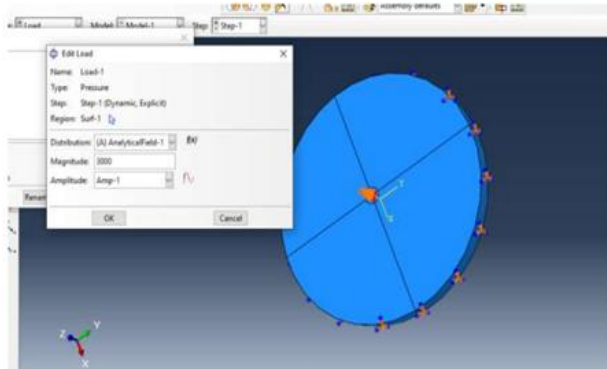 Load Model: Model-1 Step: Step-1
Assembly defaults
Edit Load
Name: Load-1
Type: Pressure
Step: Step-1 (Dynamic, Explicit)
Region: Surf-1
Distribution: (A) AnalyticalField-1 f(x)
Magnitude: 3000
Amplitude: Amp-1
Renam
OK Cancel
Y
Z
Z Y
X